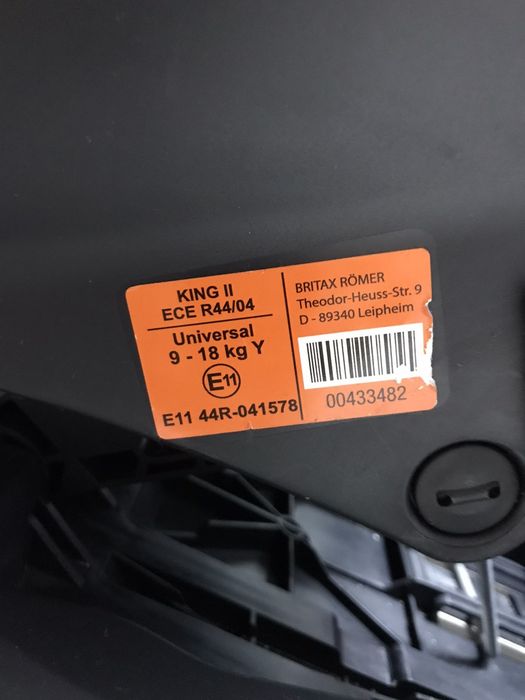 KING II
ECE R44/04
Universal
9 - 18 kg Y
E11
E11 44R-041578
BRITAX RÖMER
Theodor-Heuss-Str. 9
D - 89340 Leipheim
00433482